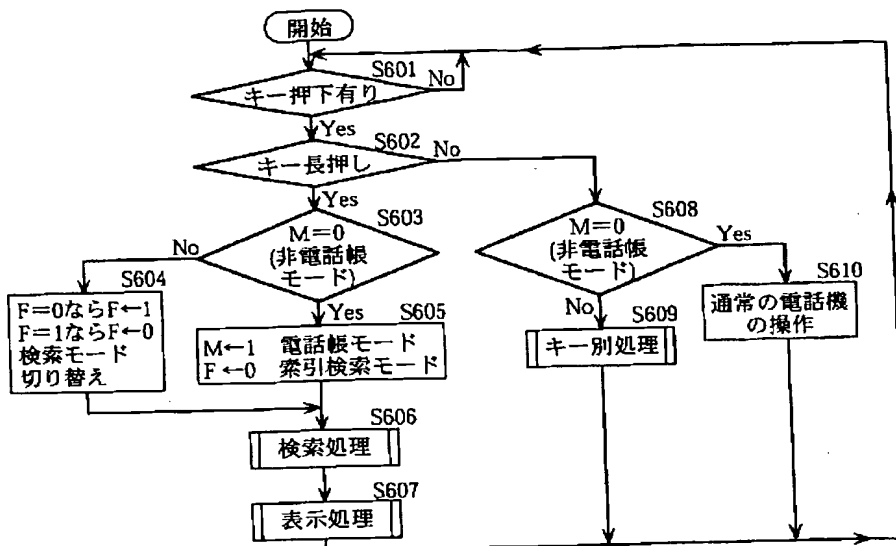 開始
S601
キー押下有り
No
Yes
S602
キー長押し
No
Yes
S603
M=0
(非電話帳
モード)
No
Yes
S608
M=0
(非電話帳
モード)
Yes
No
S604
F=0ならF←1
F=1ならF←0
検索モード
切り替え
S605
M←1 電話帳モード
F←0 索引検索モード
S609
キー別処理
S610
通常の電話機
の操作
S606
検索処理
S607
表示処理